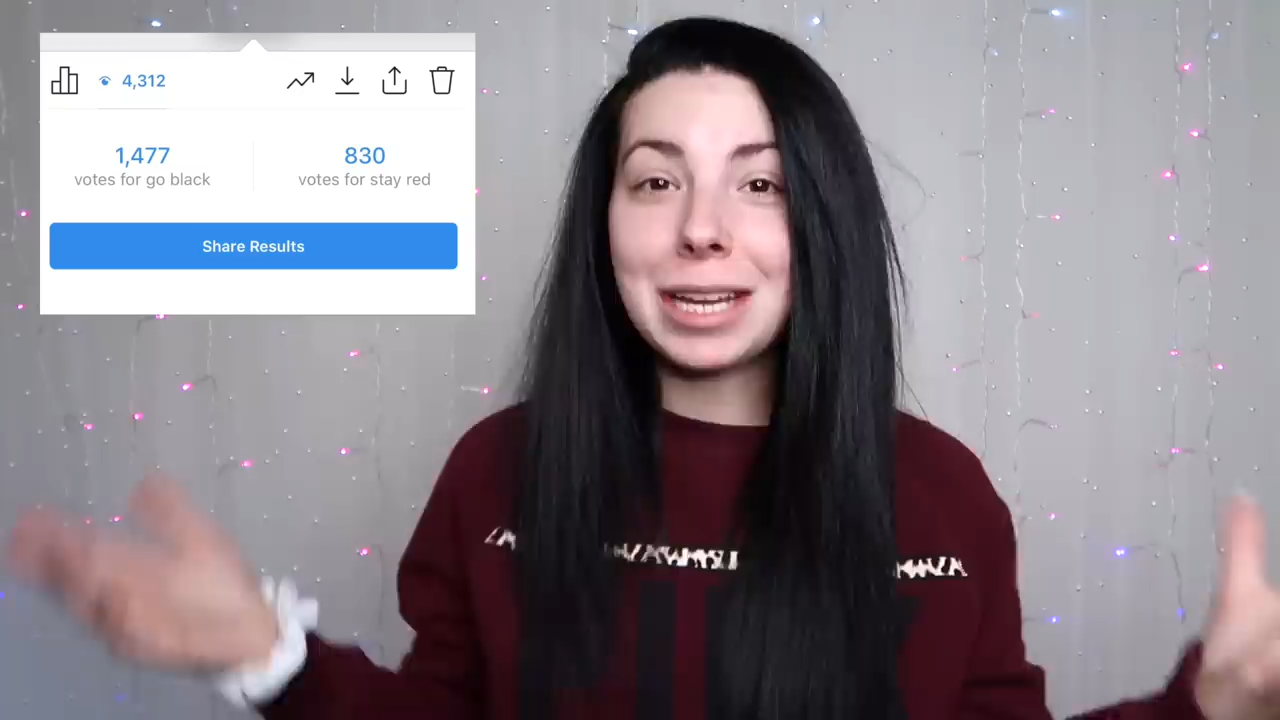 4,312
1,477
830
votes for go black
votes for stay red
Share Results